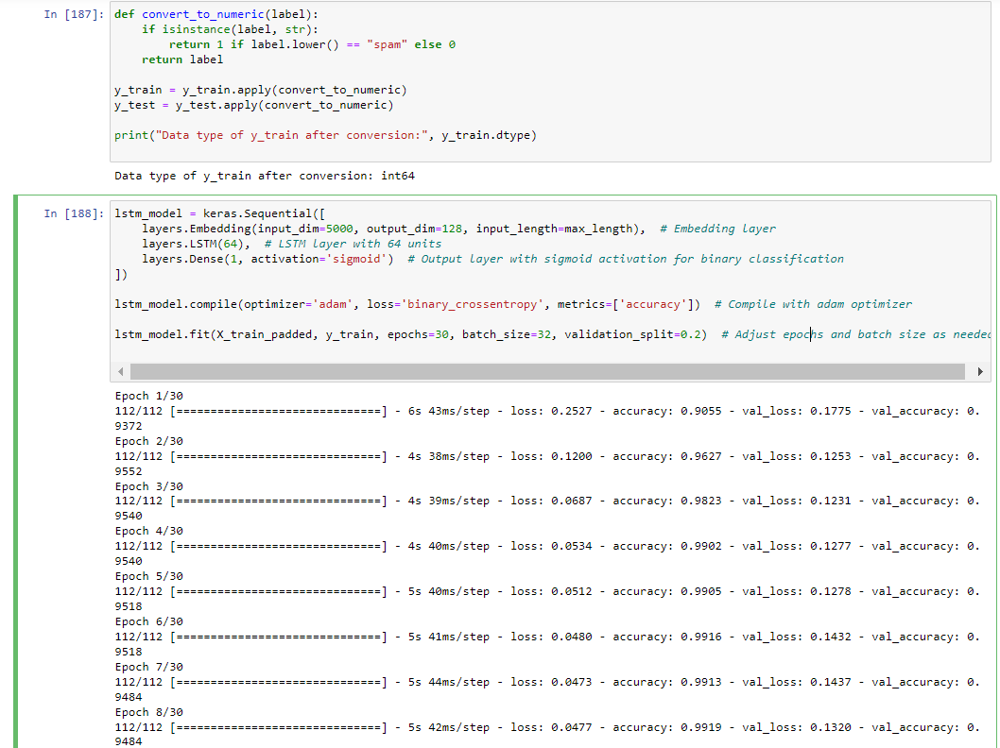 In [187]: def convert_to_numeric(label):
    if isinstance(label, str):
        return 1 if label.lower() == "spam" else 0
    return label
y_train = y_train.apply(convert_to_numeric)
y_test = y_test.apply(convert_to_numeric)
print("Data type of y_train after conversion:", y_train.dtype)
Data type of y_train after conversion: int64
In [188]: lstm_model = keras.Sequential([
    layers.Embedding(input_dim=5000, output_dim=128, input_length=max_length),  # Embedding layer
    layers.LSTM(64),  # LSTM layer with 64 units
    layers.Dense(1, activation='sigmoid')  # Output layer with sigmoid activation for binary classification
])
lstm_model.compile(optimizer='adam', loss='binary_crossentropy', metrics=['accuracy'])  # Compile with adam optimizer
lstm_model.fit(X_train_padded, y_train, epochs=30, batch_size=32, validation_split=0.2)  # Adjust epochs and batch size as needed
Epoch 1/30
112/112 [==============================] - 6s 43ms/step - loss: 0.2527 - accuracy: 0.9055 - val_loss: 0.1775 - val_accuracy: 0.
9372
Epoch 2/30
112/112 [==============================] - 4s 38ms/step - loss: 0.1200 - accuracy: 0.9627 - val_loss: 0.1253 - val_accuracy: 0.
9552
Epoch 3/30
112/112 [==============================] - 4s 39ms/step - loss: 0.0687 - accuracy: 0.9823 - val_loss: 0.1231 - val_accuracy: 0.
9540
Epoch 4/30
112/112 [==============================] - 4s 40ms/step - loss: 0.0534 - accuracy: 0.9902 - val_loss: 0.1277 - val_accuracy: 0.
9540
Epoch 5/30
112/112 [==============================] - 5s 40ms/step - loss: 0.0512 - accuracy: 0.9905 - val_loss: 0.1278 - val_accuracy: 0.
9518
Epoch 6/30
112/112 [==============================] - 5s 41ms/step - loss: 0.0480 - accuracy: 0.9916 - val_loss: 0.1432 - val_accuracy: 0.
9518
Epoch 7/30
112/112 [==============================] - 5s 44ms/step - loss: 0.0473 - accuracy: 0.9913 - val_loss: 0.1437 - val_accuracy: 0.
9484
Epoch 8/30
112/112 [==============================] - 5s 42ms/step - loss: 0.0477 - accuracy: 0.9919 - val_loss: 0.1320 - val_accuracy: 0.
9484